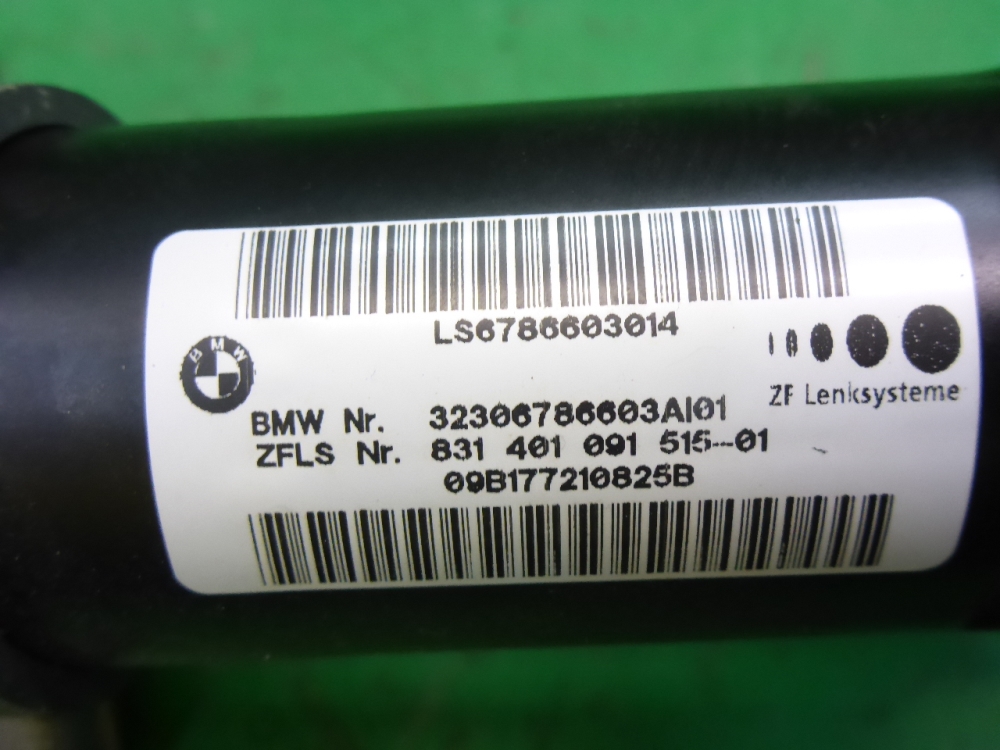 LS6786603014
BMW
ZF Lenksysteme
BMW Nr. 32306786603AI01
ZFLS Nr. 831 401 091 515--01
09B177210825B